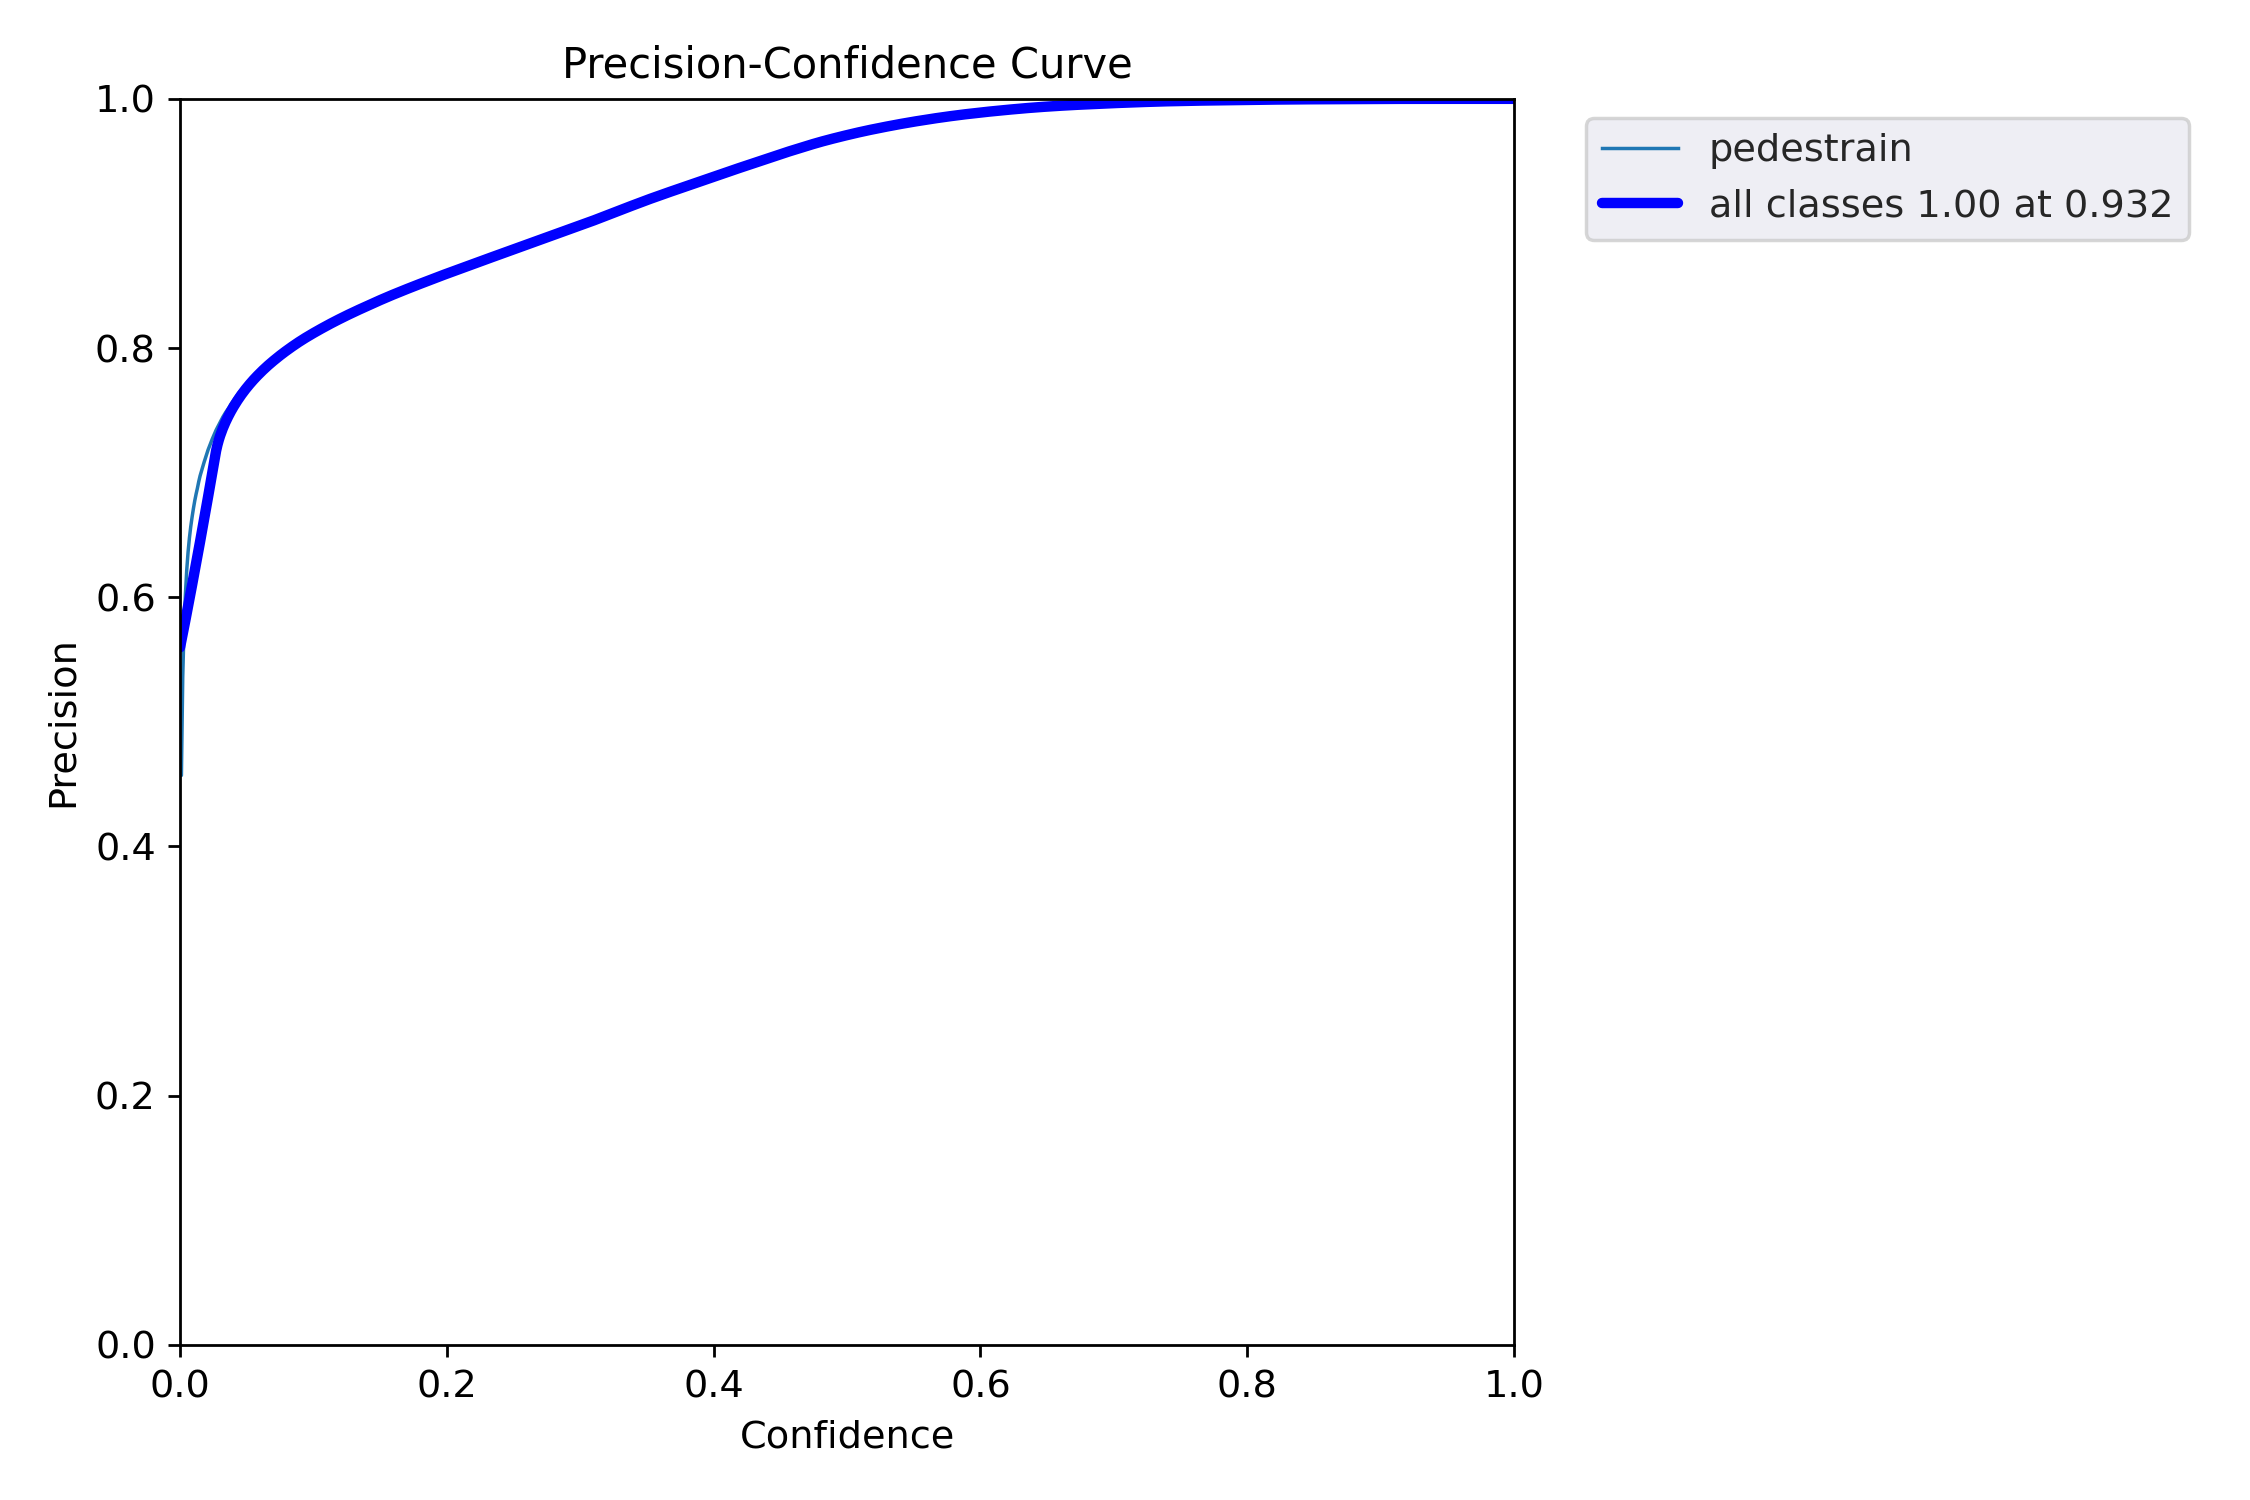 Precision-Confidence Curve
1.0
0.8
0.6
0.4
0.2
0.0
Precision
0.0 0.2 0.4 0.6 0.8 1.0
Confidence
pedestrain
all classes 1.00 at 0.932